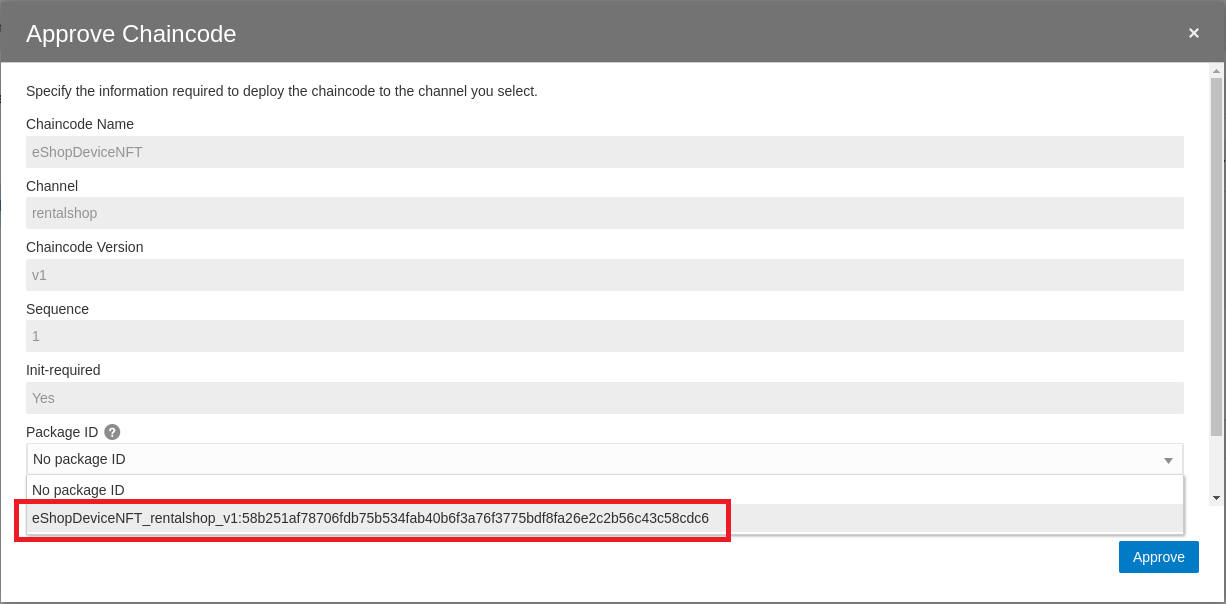 Approve Chaincode
×
Specify the information required to deploy the chaincode to the channel you select.
Chaincode Name
eShopDeviceNFT
Channel
rentalshop
Chaincode Version
v1
Sequence
1
Init-required
Yes
Package ID ?
No package ID
No package ID
eShopDeviceNFT_rentalshop_v1:58b251af78706fdb75b534fab40b6f3a76f3775bdf8fa26e2c2b56c43c58cdc6
Approve